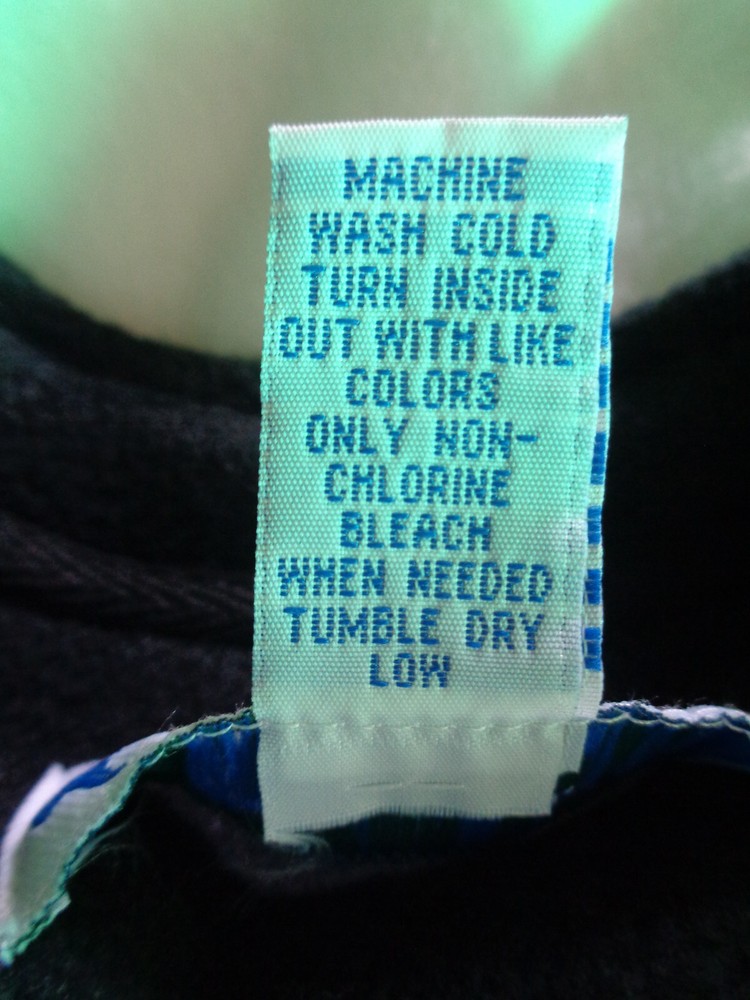 MACHINE
WASH COLD
TURN INSIDE
OUT WITH LIKE
COLORS
ONLY NON-
CHLORINE
BLEACH
WHEN NEEDED
TUMBLE DRY
LOW